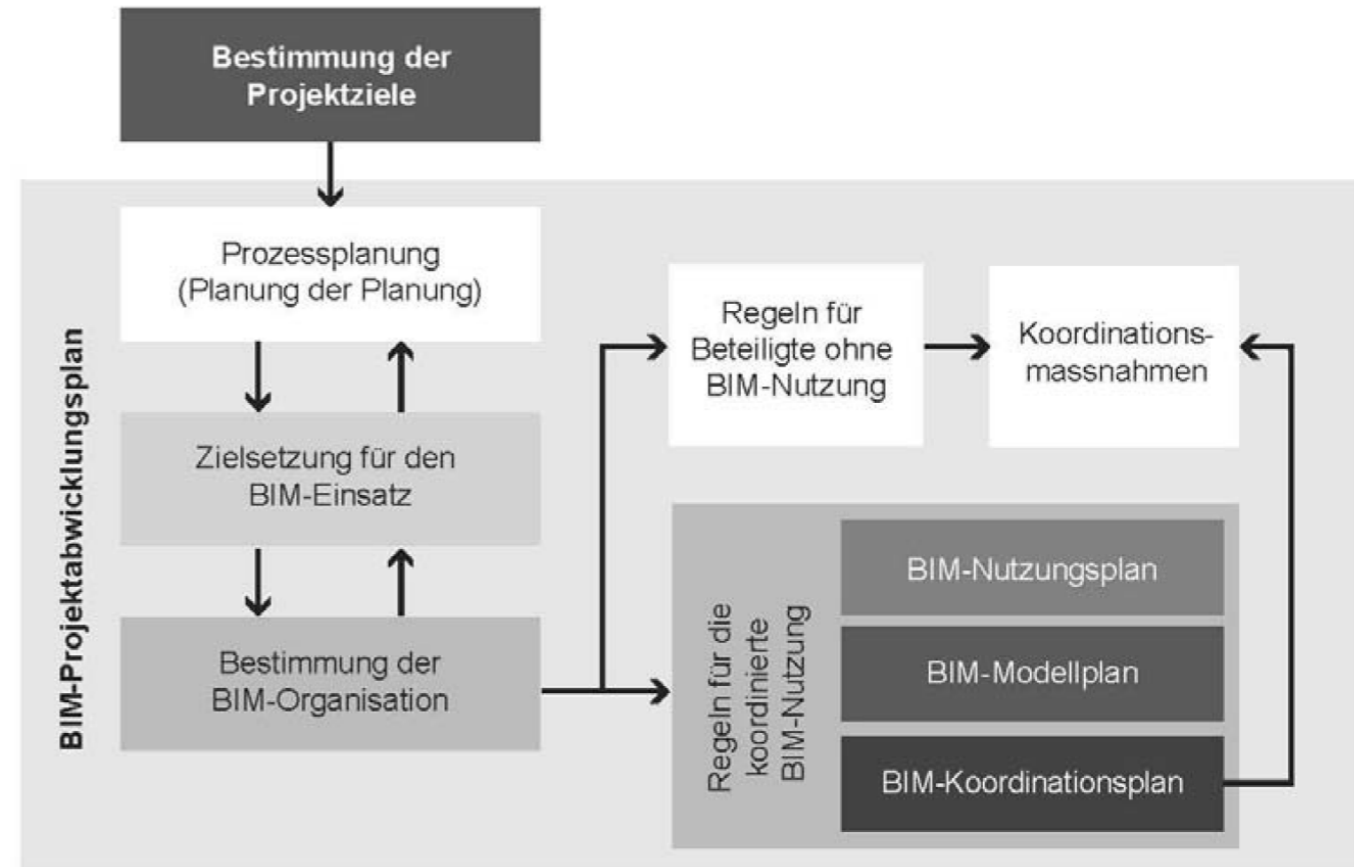 Bestimmung der
Projektziele
BIM-Projektabwicklungsplan
Prozessplanung
(Planung der Planung)
Zielsetzung für den
BIM-Einsatz
Bestimmung der
BIM-Organisation
Regeln für
Beteiligte ohne
BIM-Nutzung
Koordinations-
massnahmen
Regeln für die
koordinierte
BIM-Nutzung
BIM-Nutzungsplan
BIM-Modellplan
BIM-Koordinationsplan